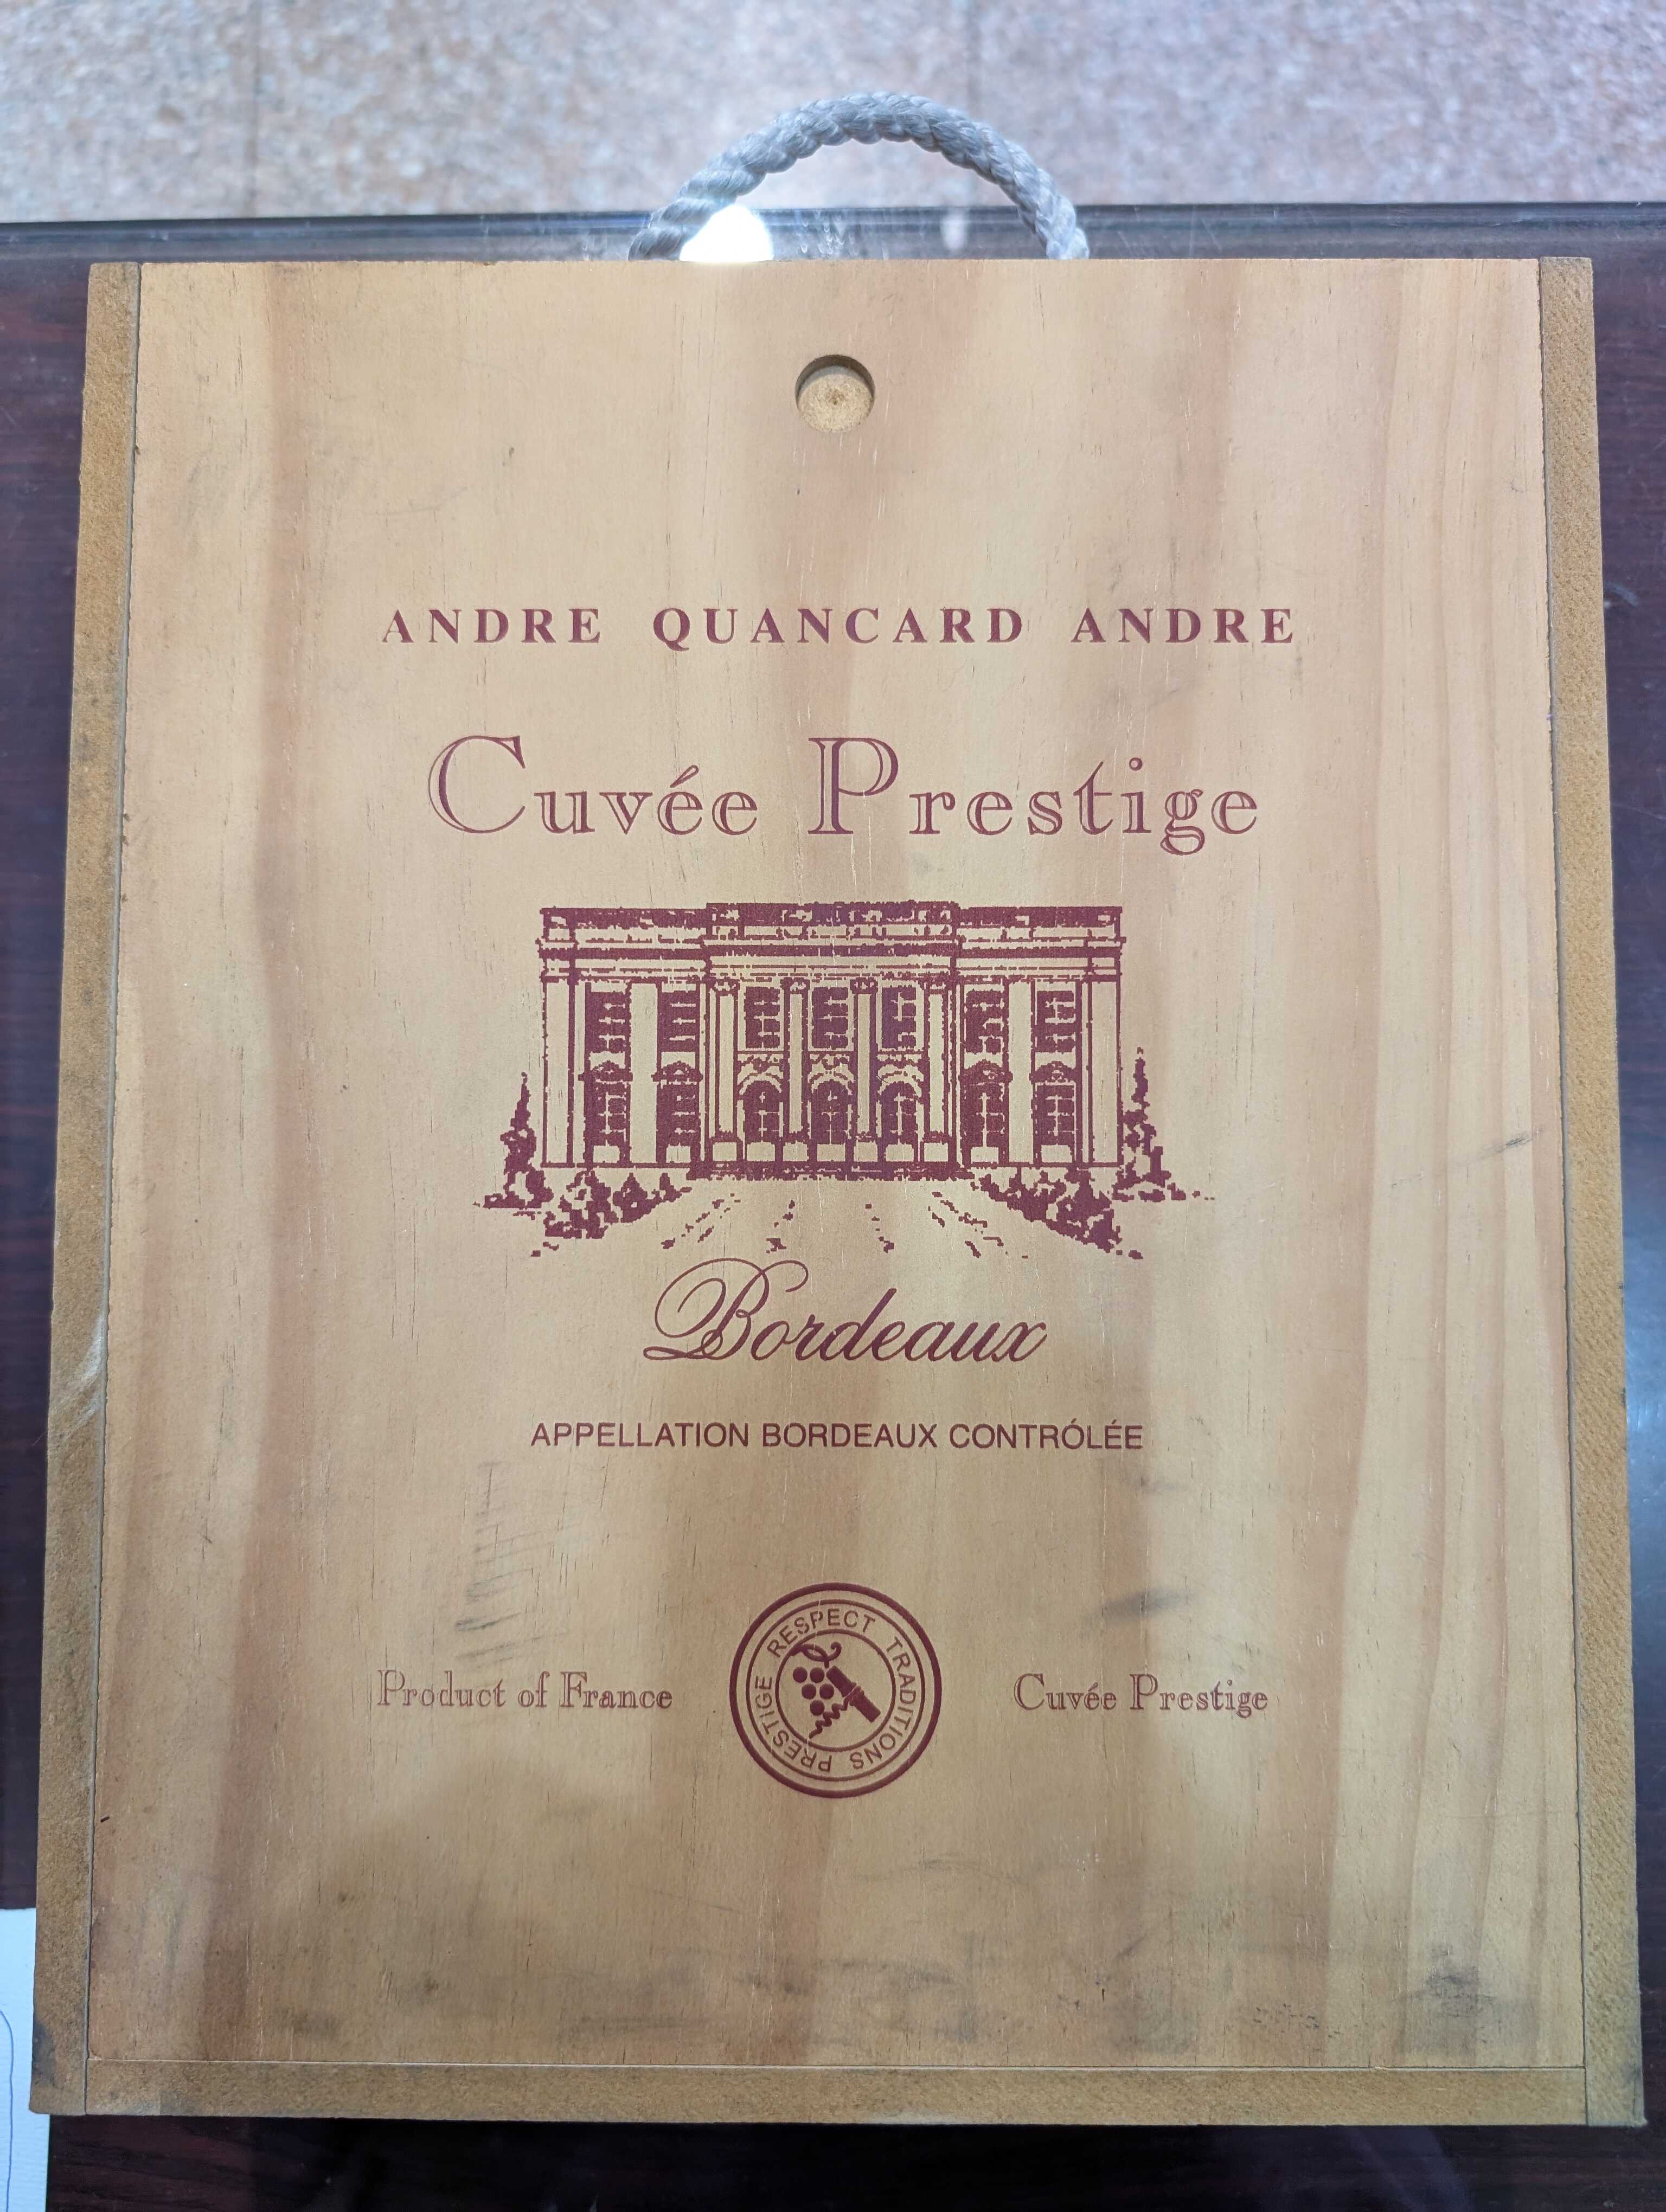 ANDRE QUANCARD ANDRE
Cuvée Prestige
Bordeaux
APPELLATION BORDEAUX CONTRÓLÉE
Product of France
PRESTIGE RESPECT TRADITIONS
Cuvée Prestige